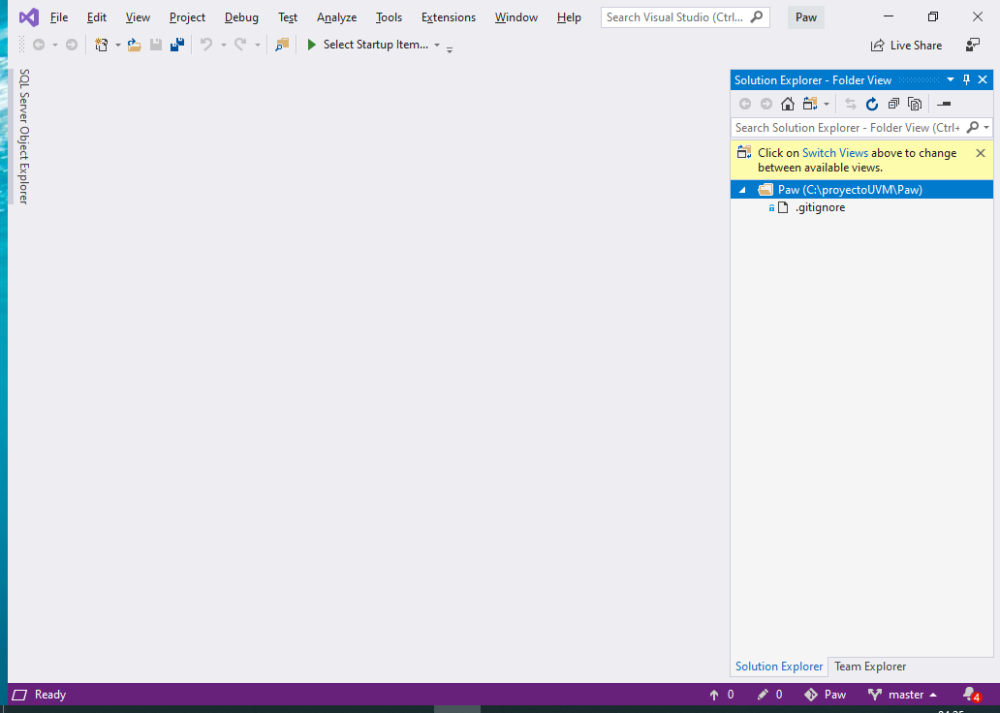 File Edit View Project Debug Test Analyze Tools Extensions Window Help Search Visual Studio (Ctrl... Paw
Select Startup Item... Live Share
SQL Server Object Explorer
Solution Explorer - Folder View
Search Solution Explorer - Folder View (Ctrl+
Click on Switch Views above to change
between available views.
Paw (C:\proyectoUVM\Paw)
.gitignore
Solution Explorer Team Explorer
Ready 0 0 Paw master 4